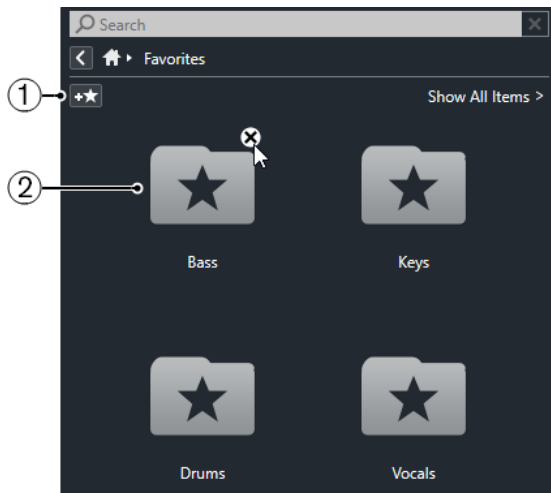 Search
Favorites
1
Show All Items >
2
Bass Keys
Drums Vocals